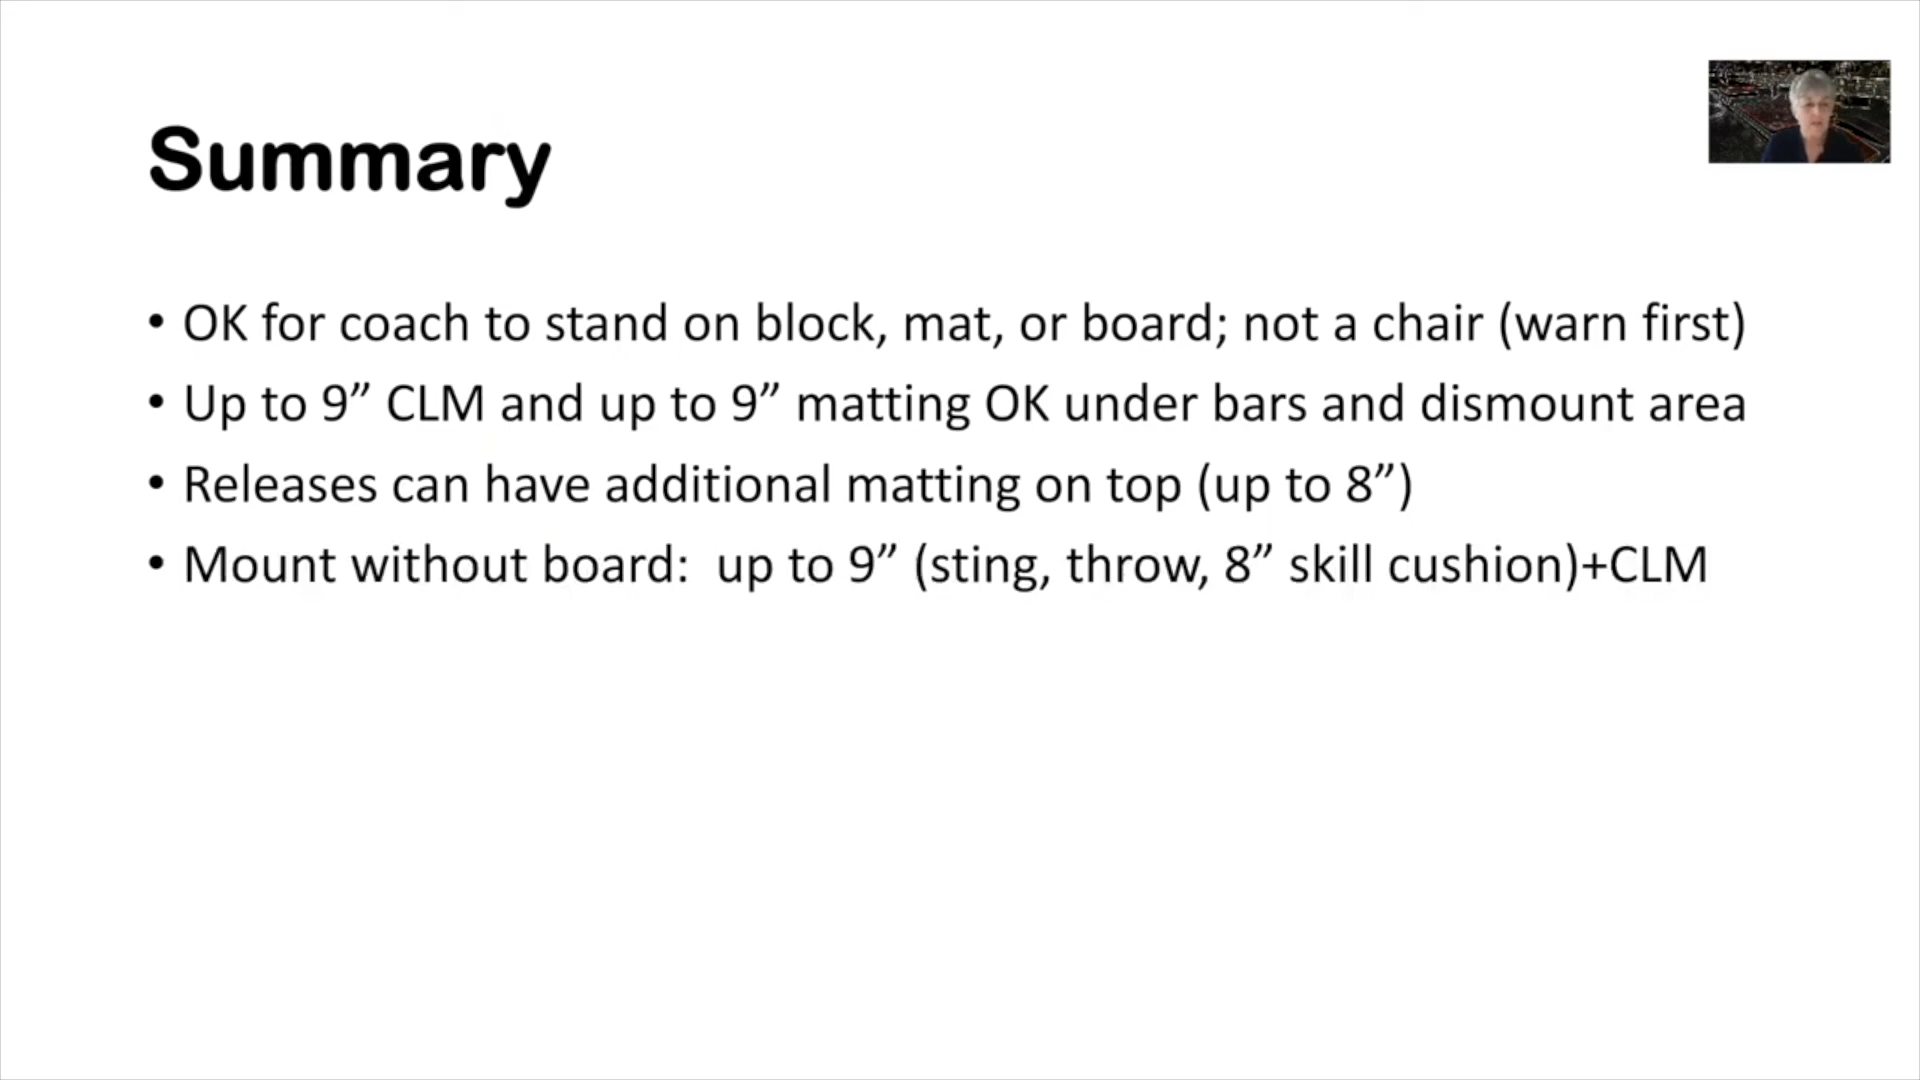 Summary
• OK for coach to stand on block, mat, or board; not a chair (warn first)
• Up to 9” CLM and up to 9” matting OK under bars and dismount area
• Releases can have additional matting on top (up to 8”)
• Mount without board:  up to 9” (sting, throw, 8” skill cushion)+CLM